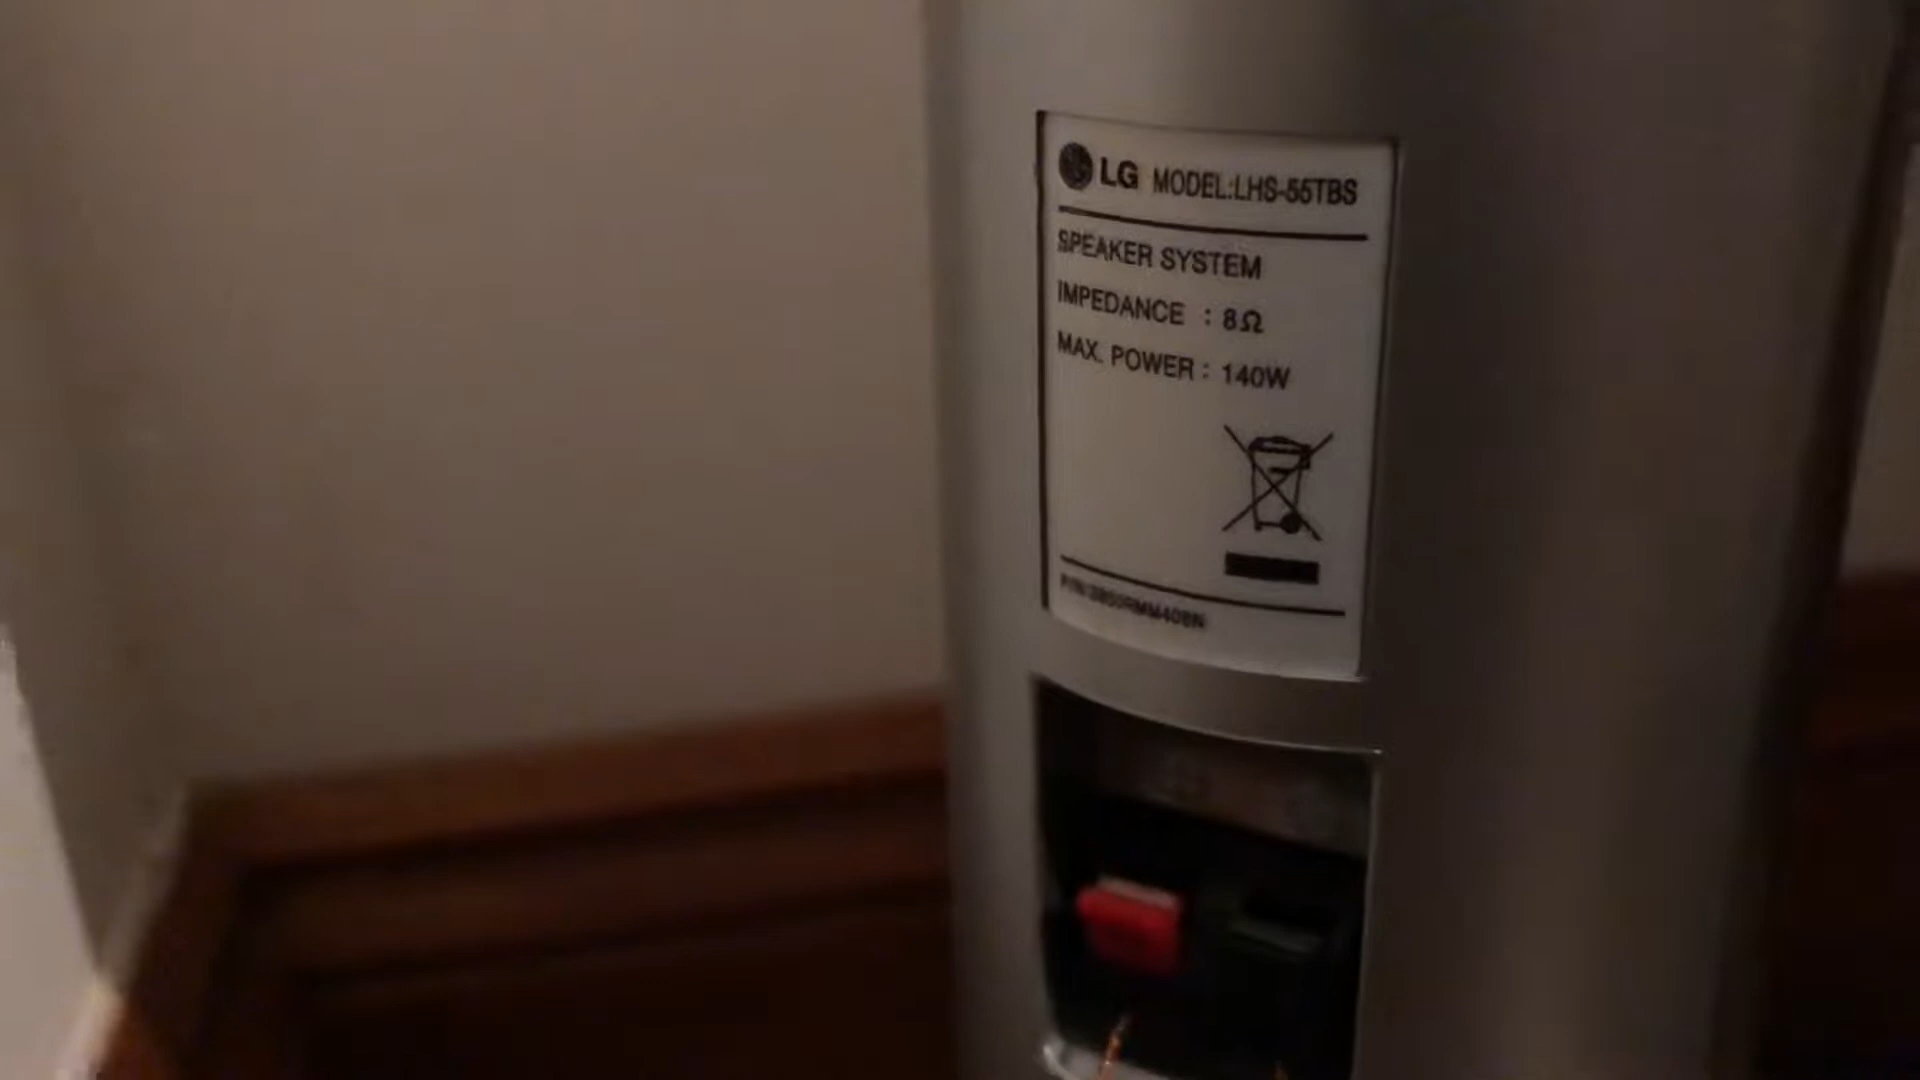 LG MODEL:LHS-55TBS
SPEAKER SYSTEM
IMPEDANCE : 8Ω
MAX. POWER : 140W